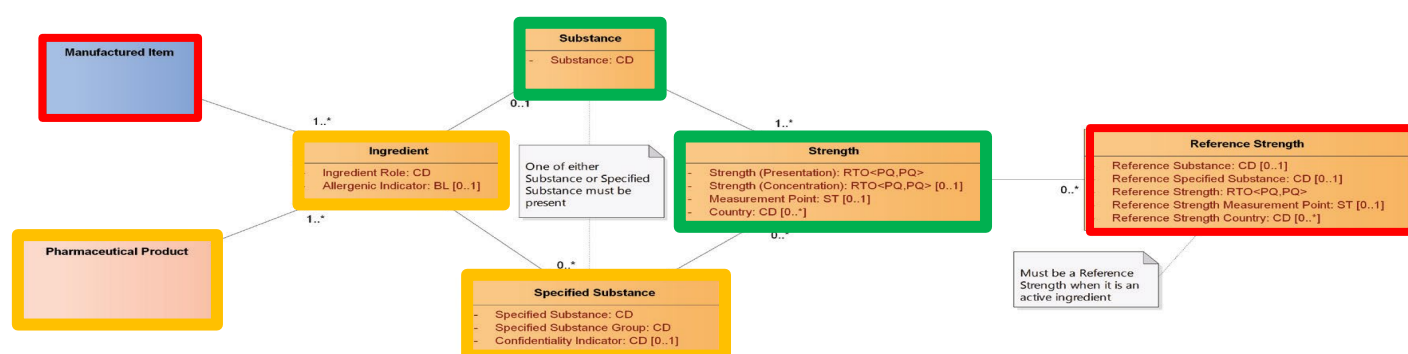 Manufactured Item
1..*
Substance
- Substance: CD
0..1
1..*
Ingredient
- Ingredient Role: CD
- Allergenic Indicator: BL [0..1]
1..*
One of either
Substance or Specified
Substance must be
present
Strength
- Strength (Presentation): RTO<PQ,PQ>
- Strength (Concentration): RTO<PQ,PQ> [0..1]
- Measurement Point: ST [0..1]
- Country: CD [0..*]
0..*
0..*
Reference Strength
Reference Substance: CD [0..1]
Reference Specified Substance: CD [0..1]
Reference Strength: RTO<PQ,PQ>
Reference Strength Measurement Point: ST [0..1]
Reference Strength Country: CD [0..*]
Pharmaceutical Product
0..*
Specified Substance
- Specified Substance: CD
- Specified Substance Group: CD
- Confidentiality Indicator: CD [0..1]
Must be a Reference
Strength when it is an
active ingredient